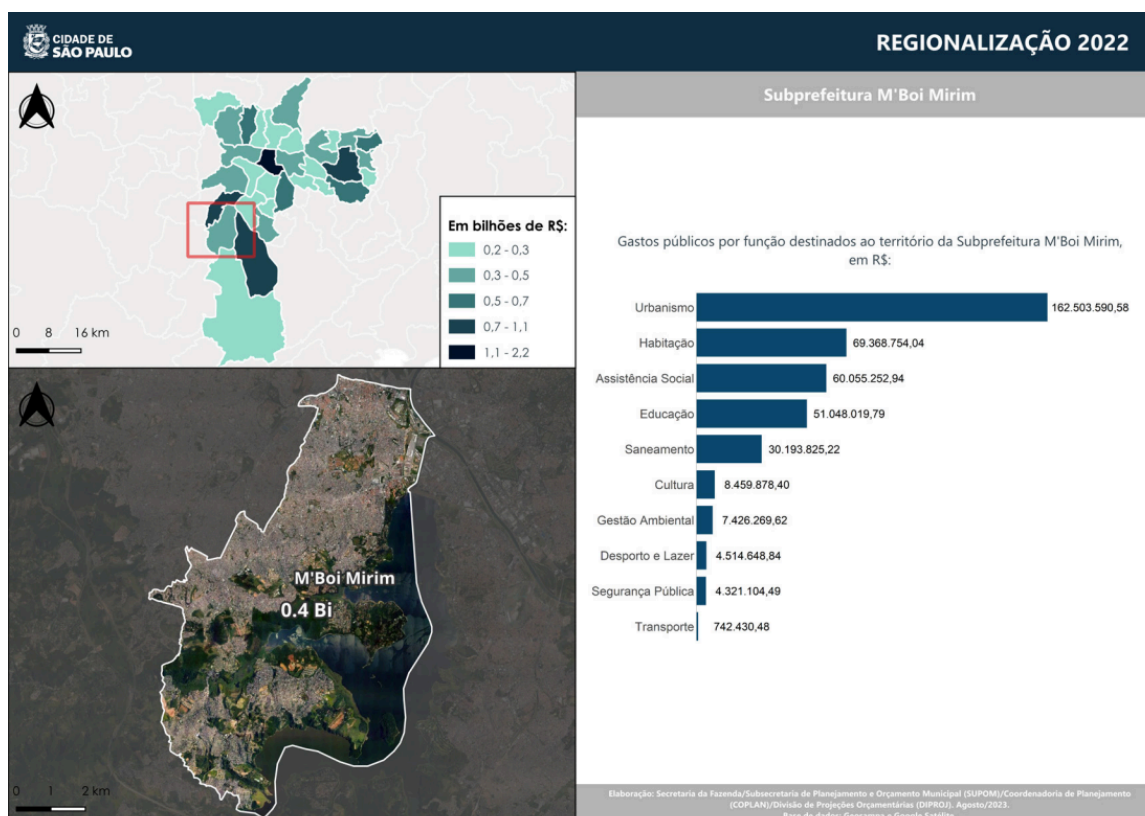 CIDADE DE
SÃO PAULO
REGIONALIZAÇÃO 2022
Em bilhões de R$:
0,2 - 0,3
0,3 - 0,5
0,5 - 0,7
0,7 - 1,1
1,1 - 2,2
0 8 16 km
M'Boi Mirim
0.4 Bi
0 1 2 km
Subprefeitura M'Boi Mirim
Gastos públicos por função destinados ao território da Subprefeitura M'Boi Mirim,
em R$:
Urbanismo 162.503.590,58
Habitação 69.368.754,04
Assistência Social 60.055.252,94
Educação 51.048.019,79
Saneamento 30.193.825,22
Cultura 8.459.878,40
Gestão Ambiental 7.426.269,62
Desporto e Lazer 4.514.648,84
Segurança Pública 4.321.104,49
Transporte 742.430,48
Elaboração: Secretaria da Fazenda/Subsecretaria de Planejamento e Orçamento Municipal (SUPOM)/Coordenadoria de Planejamento
(COPLAN)/Divisão de Projeções Orçamentárias (DIPROJ). Agosto/2023.
Base de dados: Geosampa e Google Satélite